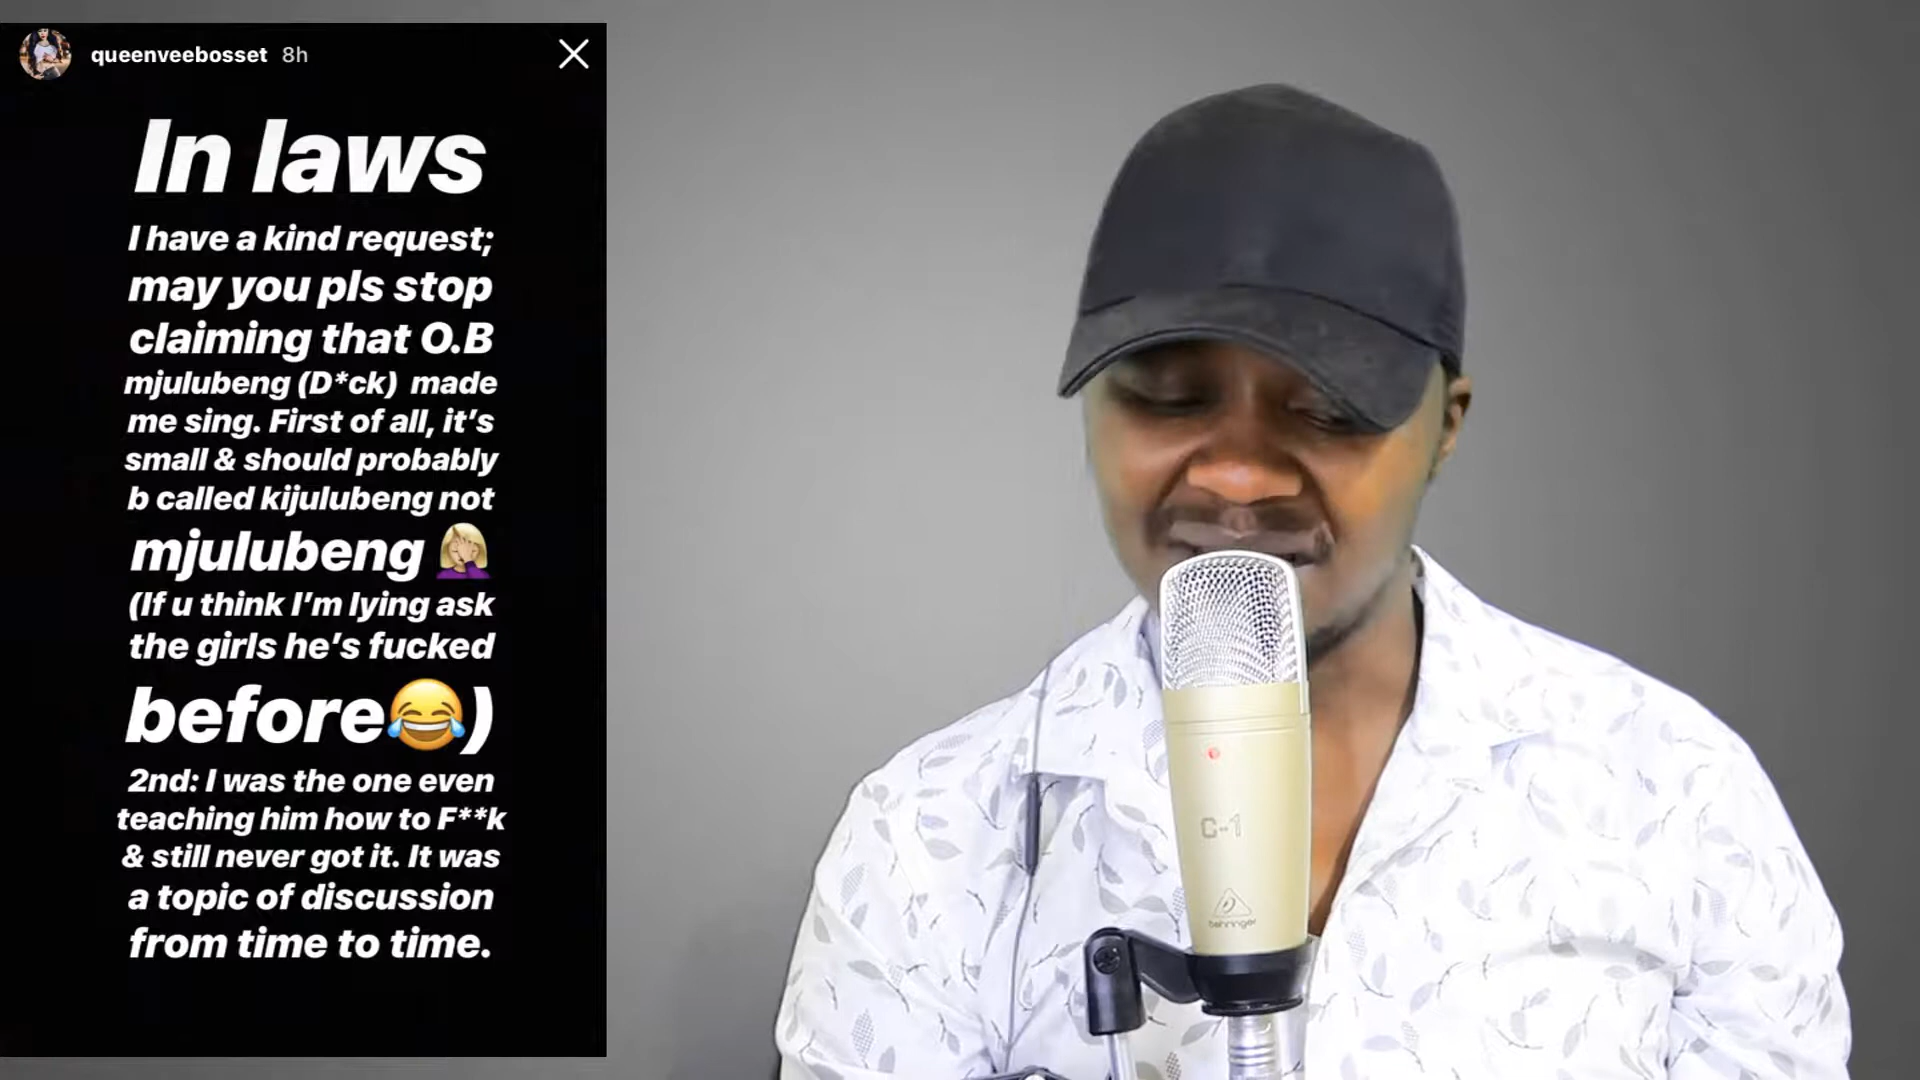 queenveebosset 8h
In laws
I have a kind request;
may you pls stop
claiming that O.B
mjulubeng (D*ck) made
me sing. First of all, it's
small & should probably
b called kijulubeng not
mjulubeng 🤦🏼‍♀️
(If u think I'm lying ask
the girls he's fucked
before😂)
2nd: I was the one even
teaching him how to F**k
& still never got it. It was
a topic of discussion
from time to time.
C-1
behringer